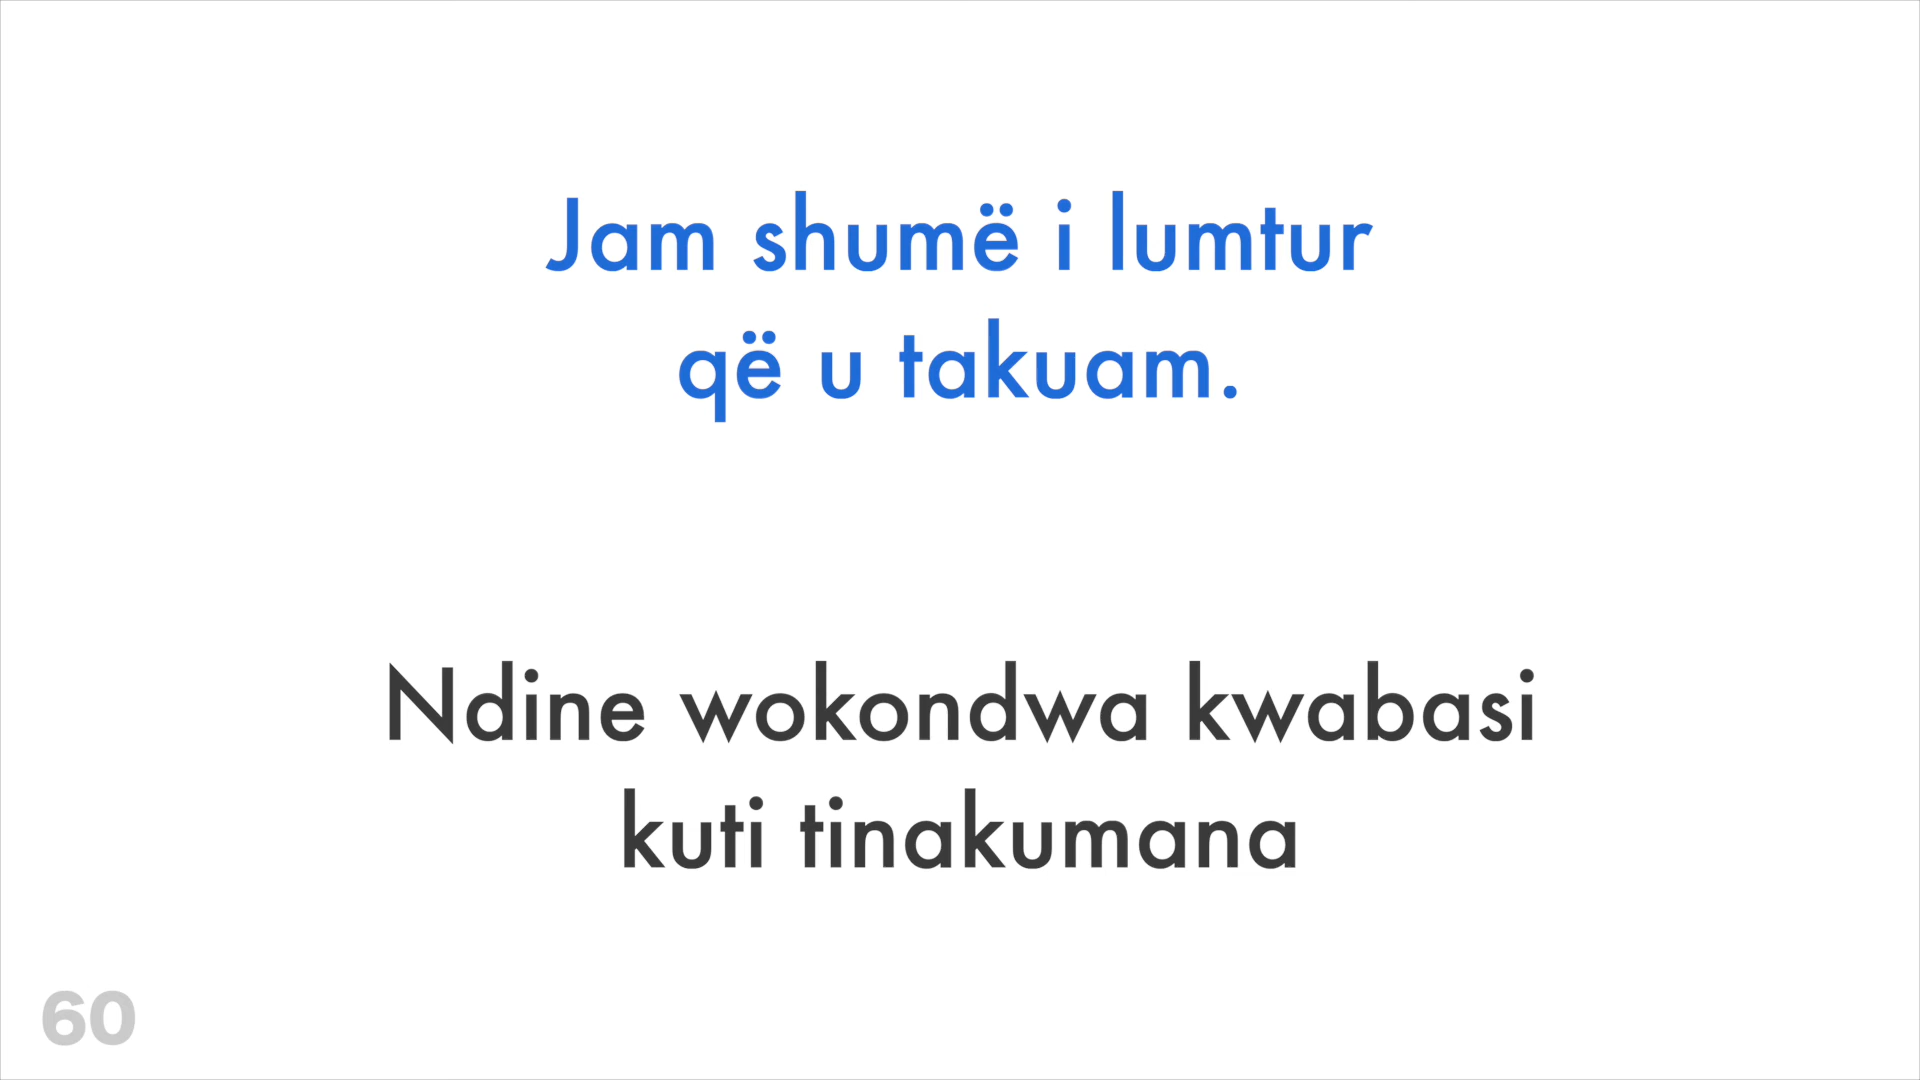 Jam shumë i lumtur
që u takuam.
Ndine wokondwa kwabasi
kuti tinakumana
60